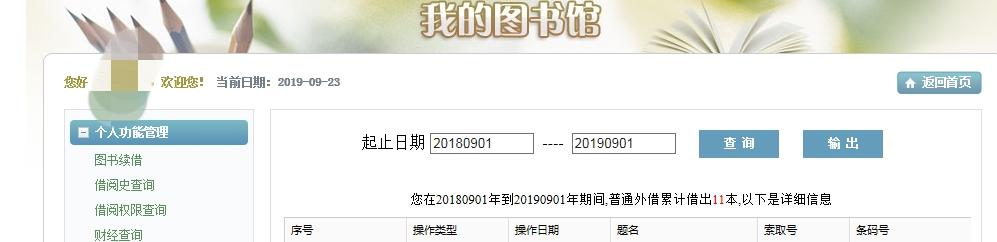 我的图书馆
您好 欢迎您! 当前日期: 2019-09-23
返回首页
个人功能管理
图书续借
借阅史查询
借阅权限查询
财经查询
起止日期 20180901 ---- 20190901 查 询 输 出
您在20180901年到20190901年期间,普通外借累计借出11本,以下是详细信息
序号 操作类型 操作日期 题名 索取号 条码号